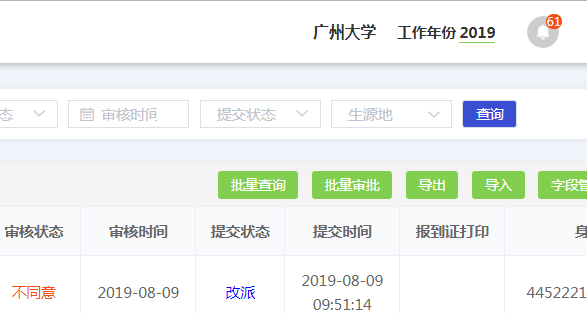 广州大学 工作年份 2019 61
态 审核时间 提交状态 生源地 查询
批量查询 批量审批 导出 导入 字段管
审核状态 审核时间 提交状态 提交时间 报到证打印 身
不同意 2019-08-09 改派 2019-08-09 4452221
09:51:14